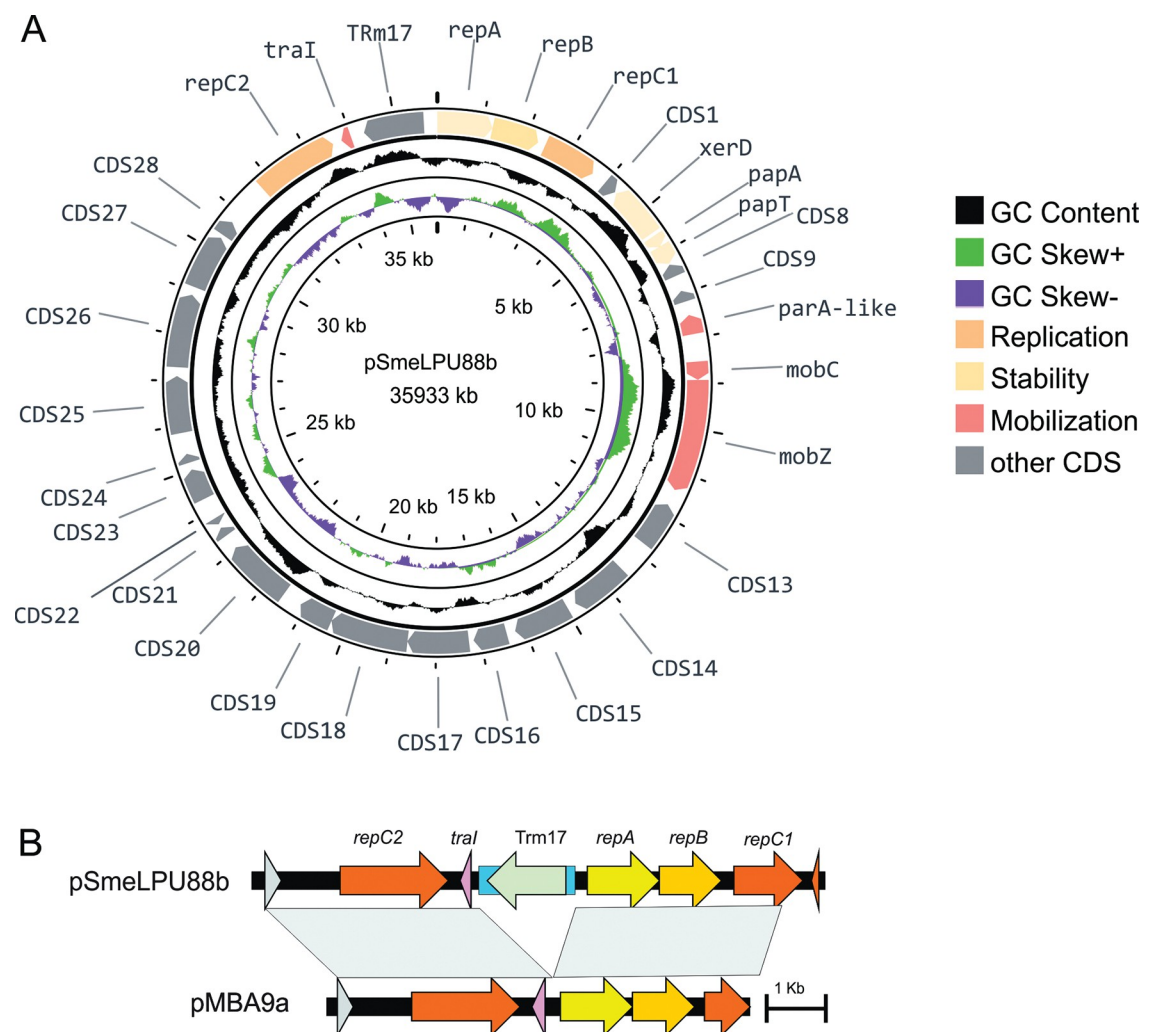 A
TRm17
repA
traI
repB
repC2
repC1
CDS1
xerD
CDS28
papA
papT
CDS27
CDS8
CDS9
CDS26
parA-like
mobC
CDS25
mobZ
CDS24
CDS23
CDS13
CDS22
CDS21
CDS20
CDS14
CDS19
CDS15
CDS18
CDS17
CDS16
35 kb
5 kb
30 kb
pSmeLPU88b
35933 kb
10 kb
25 kb
20 kb
15 kb
GC Content
GC Skew+
GC Skew-
Replication
Stability
Mobilization
other CDS
B
repC2 traI Trm17 repA repB repC1
pSmeLPU88b
pMBA9a
1 Kb